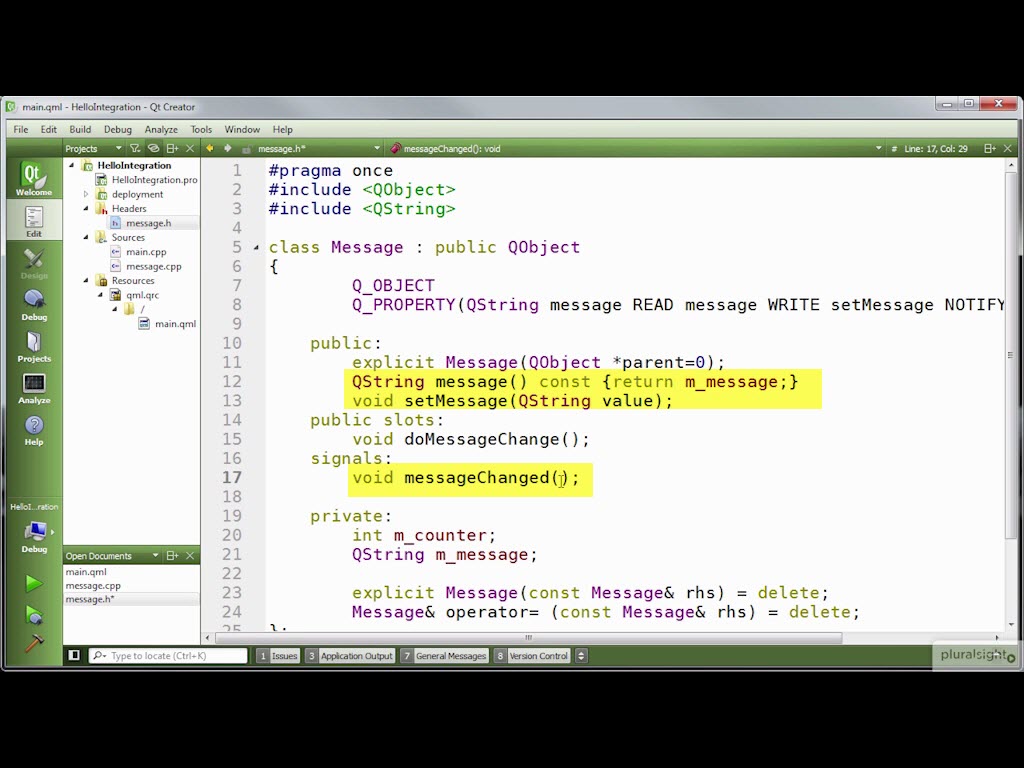 main.qml - HelloIntegration - Qt Creator
File Edit Build Debug Analyze Tools Window Help
Projects message.h* messageChanged(): void # Line: 17, Col: 29
Welcome
Edit
Design
Debug
Projects
Analyze
Help
HelloI...ration
Debug
HelloIntegration
HelloIntegration.pro
deployment
Headers
message.h
Sources
main.cpp
message.cpp
Resources
qml.qrc
/
main.qml
Open Documents
main.qml
message.cpp
message.h*
1 #pragma once
2 #include <QObject>
3 #include <QString>
4
5 class Message : public QObject
6 {
7 Q_OBJECT
8 Q_PROPERTY(QString message READ message WRITE setMessage NOTIFY
9
10 public:
11 explicit Message(QObject *parent=0);
12 QString message() const {return m_message;}
13 void setMessage(QString value);
14 public slots:
15 void doMessageChange();
16 signals:
17 void messageChanged();
18
19 private:
20 int m_counter;
21 QString m_message;
22
23 explicit Message(const Message& rhs) = delete;
24 Message& operator= (const Message& rhs) = delete;
25 };
Type to locate (Ctrl+K) 1 Issues 3 Application Output 7 General Messages 8 Version Control
pluralsight